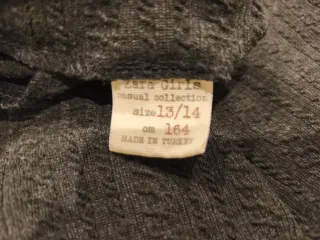 Zara Girls
casual collection
size 13/14
cm 164
MADE IN TURKEY